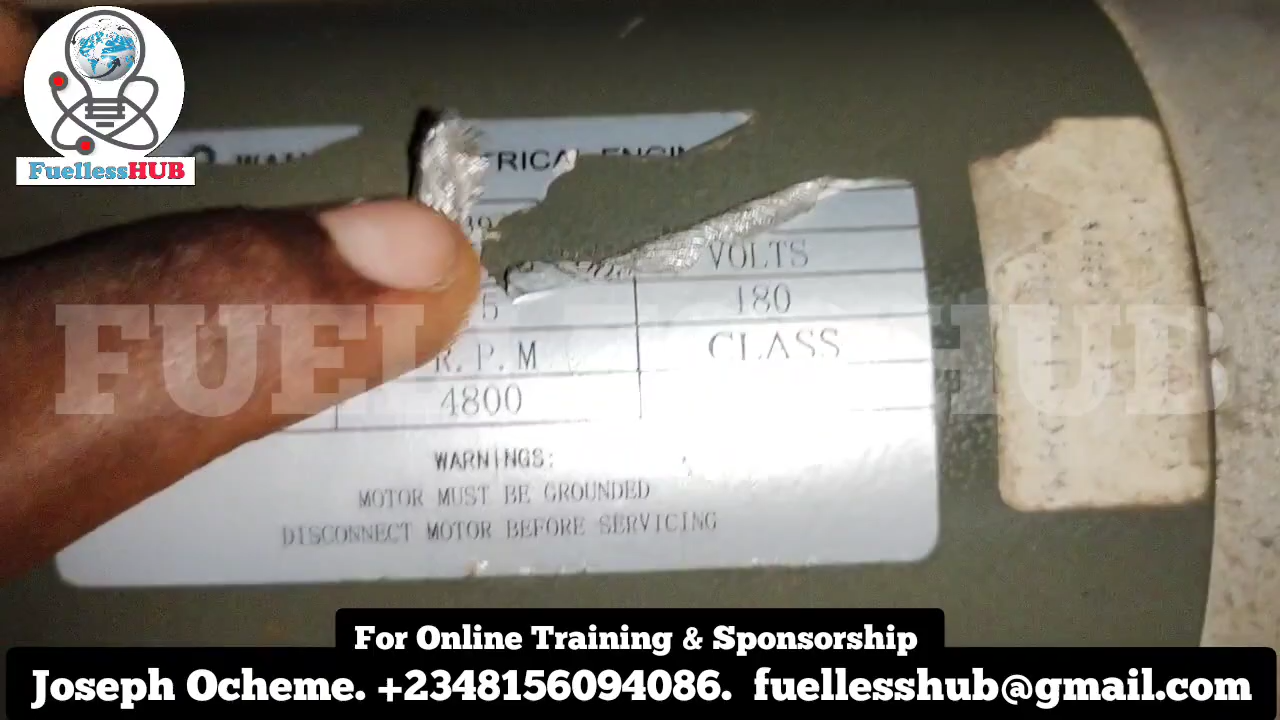 FuellessHUB
VOLTS
180
R.P.M
CLASS
4800
WARNINGS:
MOTOR MUST BE GROUNDED
DISCONNECT MOTOR BEFORE SERVICING
FUELLESSHUB
For Online Training & Sponsorship
Joseph Ocheme. +2348156094086. fuellesshub@gmail.com